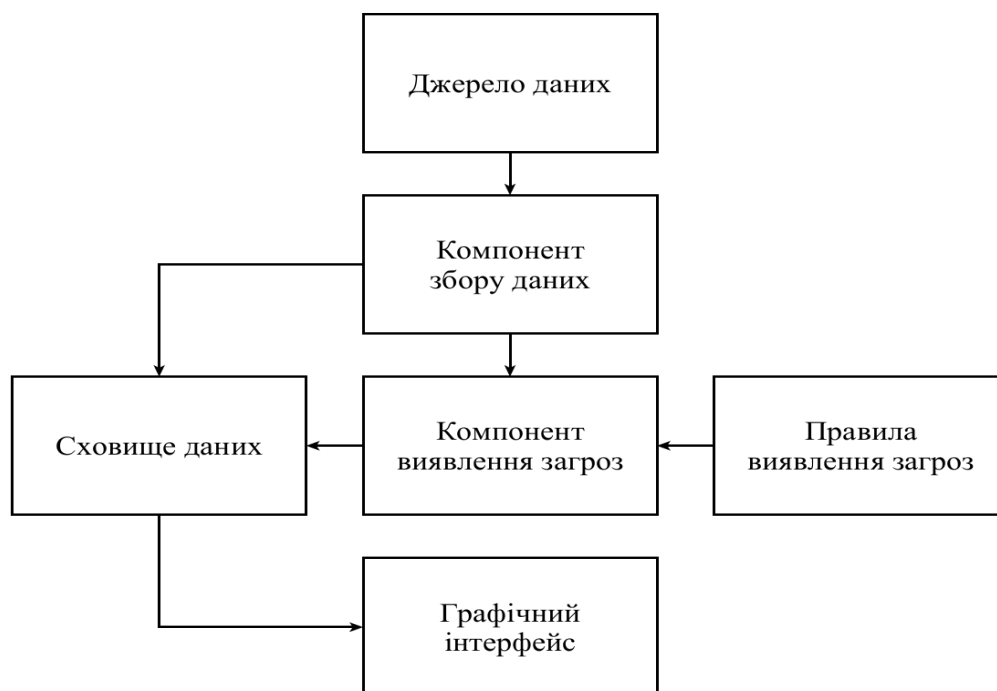 Джерело даних
Компонент
збору даних
Сховище даних
Компонент
виявлення загроз
Правила
виявлення загроз
Графічний
інтерфейс